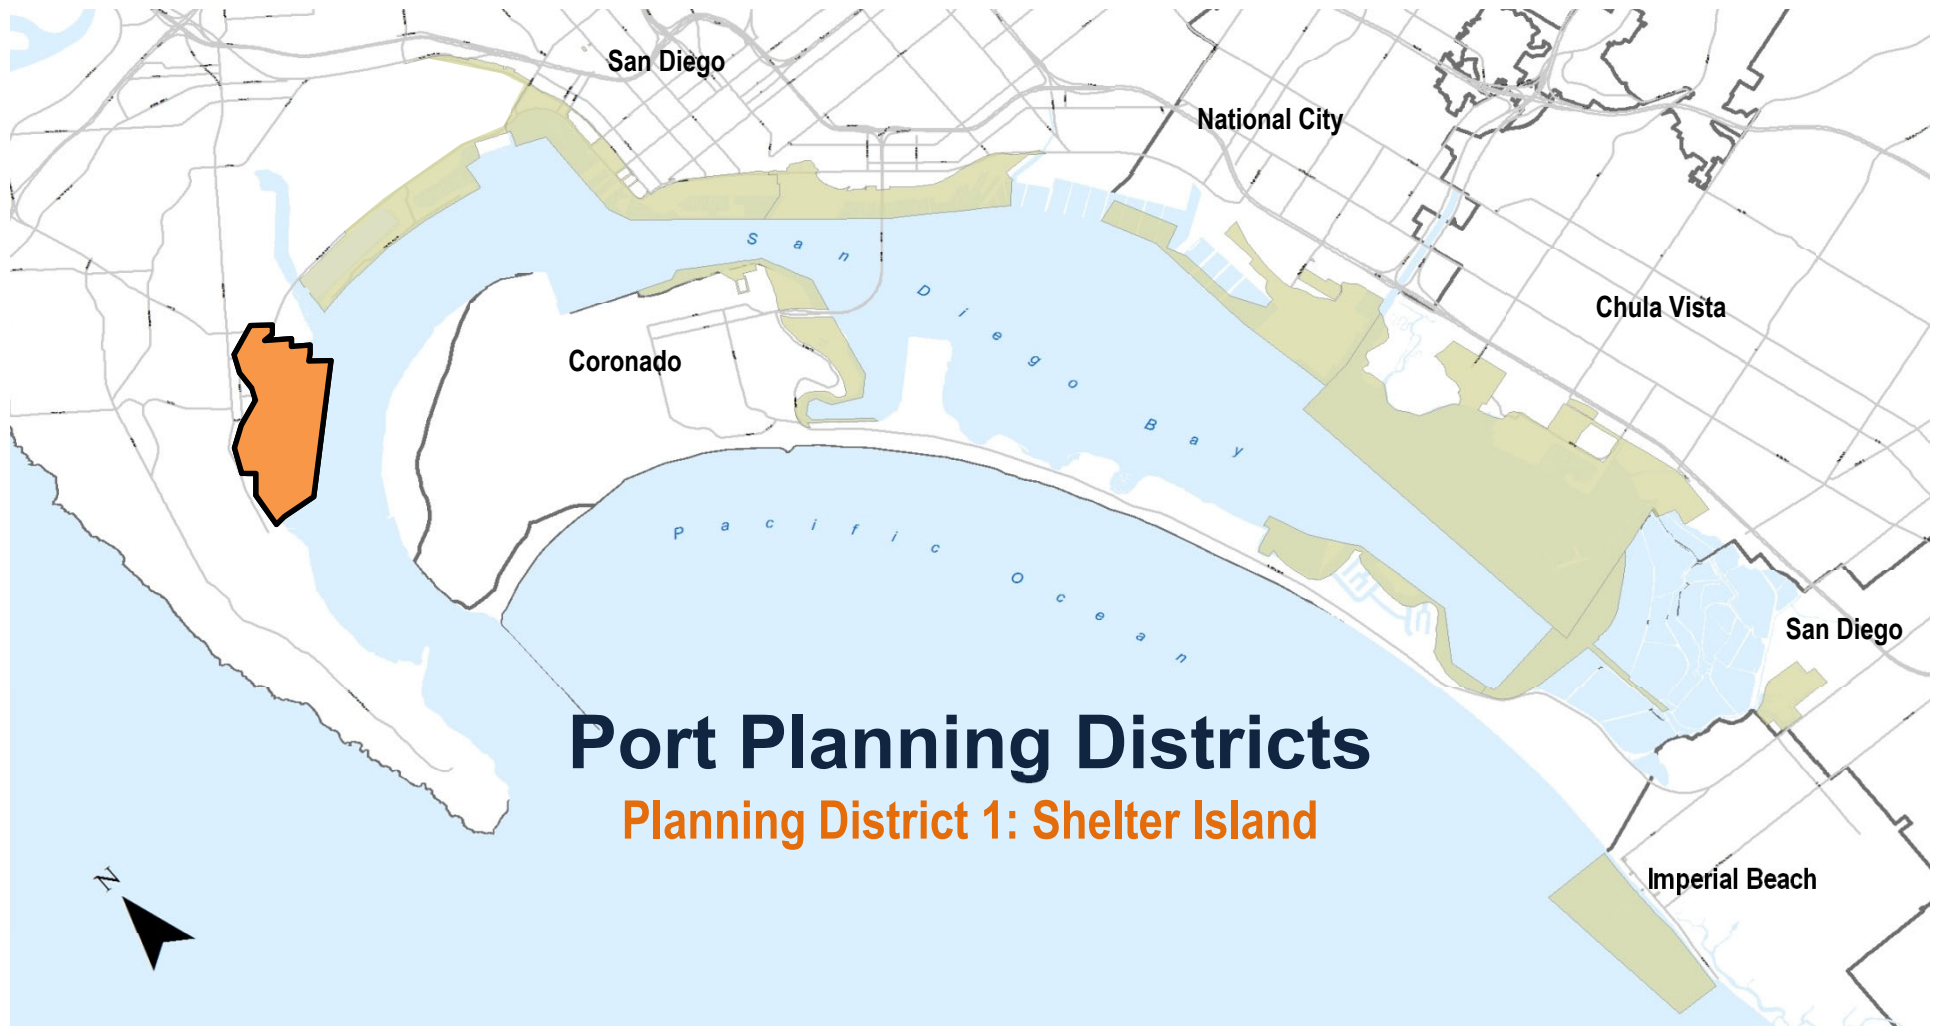 San Diego
National City
San Diego Bay
Chula Vista
Coronado
Pacific Ocean
San Diego
Port Planning Districts
Planning District 1: Shelter Island
Imperial Beach
N